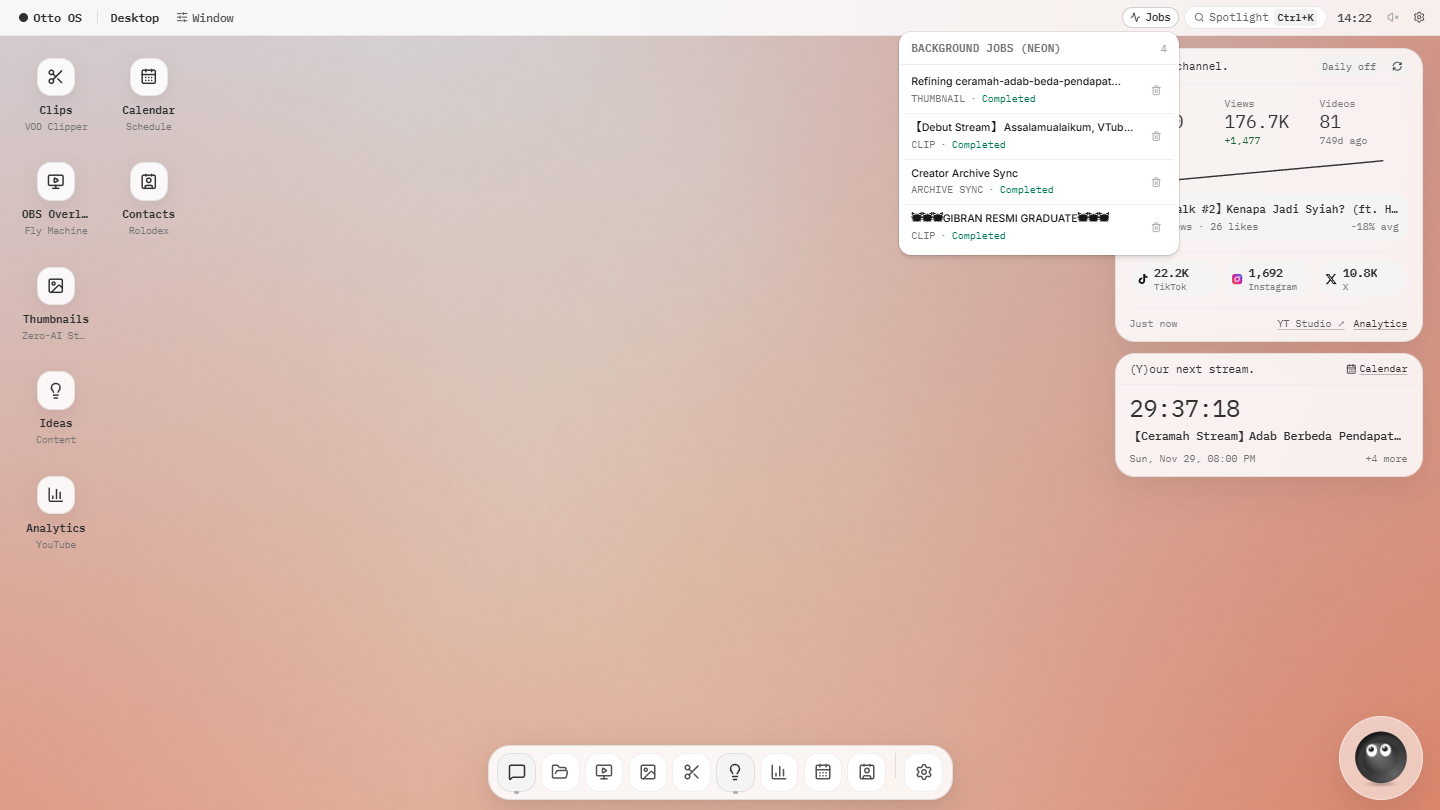 Otto OS
Desktop
Window
Jobs
Spotlight Ctrl+K
14:22
BACKGROUND JOBS (NEON) 4
Refining ceramah-adab-beda-pendapat…
THUMBNAIL · Completed
【Debut Stream】 Assalamualaikum, VTub…
CLIP · Completed
Creator Archive Sync
ARCHIVE SYNC · Completed
GIBRAN RESMI GRADUATE
CLIP · Completed
channel.
Daily off
Views
176.7K
+1,477
Videos
81
749d ago
alk #2】Kenapa Jadi Syiah? (ft. H…
ws · 26 likes
-18% avg
22.2K
TikTok
1,692
Instagram
10.8K
X
Just now
YT Studio ↗
Analytics
(Y)our next stream.
Calendar
29:37:18
【Ceramah Stream】Adab Berbeda Pendapat…
Sun, Nov 29, 08:00 PM
+4 more
Clips
VOD Clipper
Calendar
Schedule
OBS Overl…
Fly Machine
Contacts
Rolodex
Thumbnails
Zero-AI St…
Ideas
Content
Analytics
YouTube